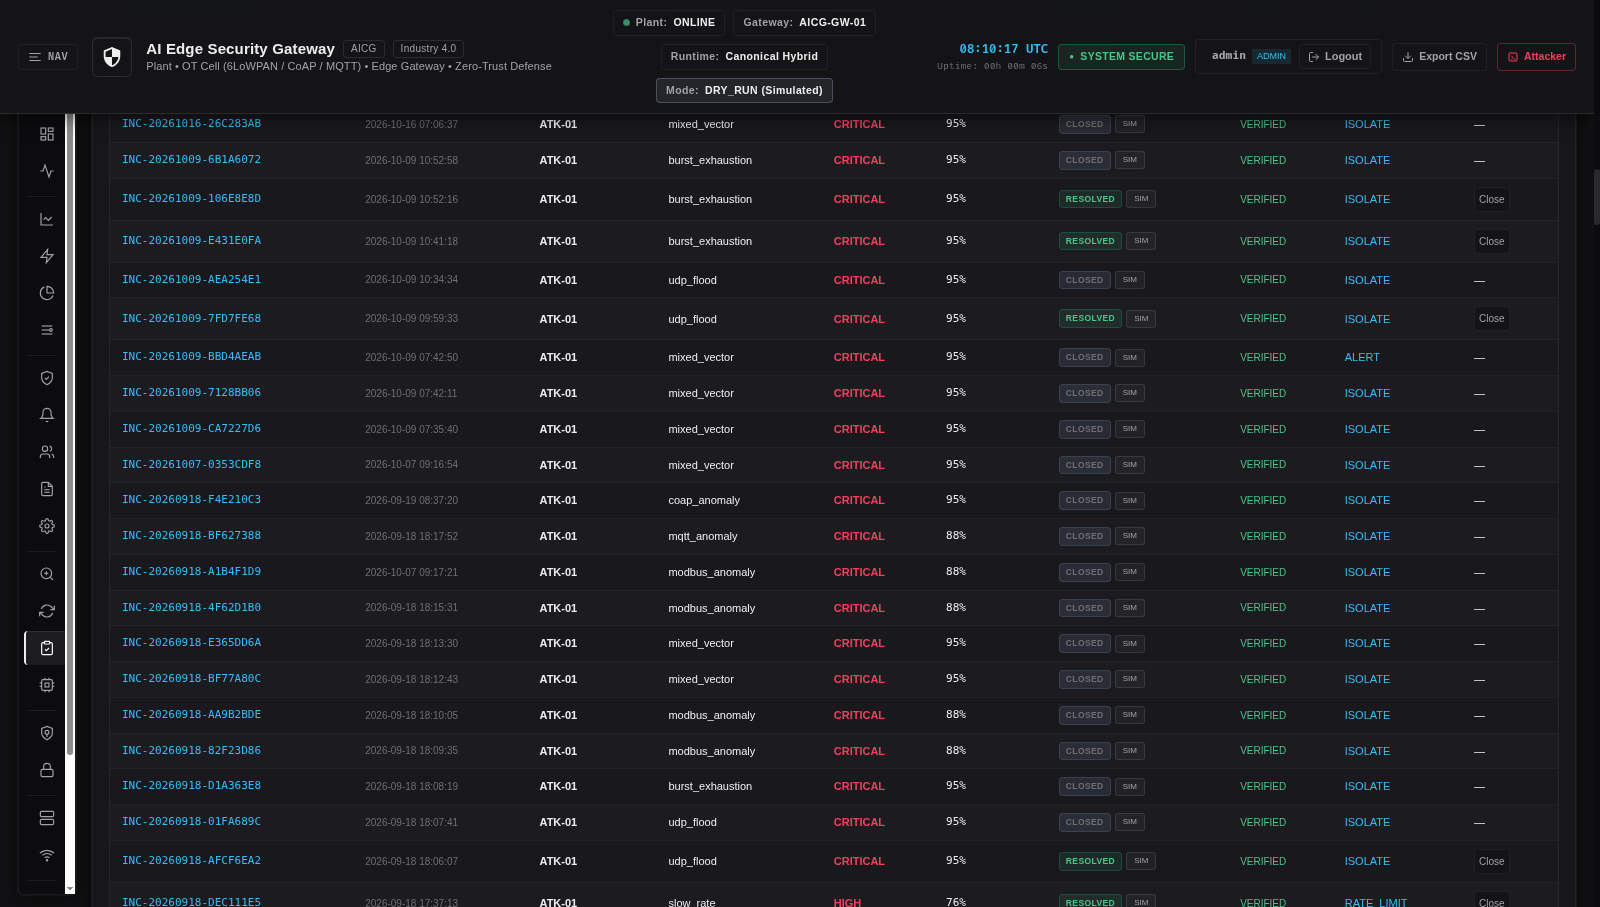 Plant: ONLINE Gateway: AICG-GW-01
NAV AI Edge Security Gateway AICG Industry 4.0
Plant • OT Cell (6LoWPAN / CoAP / MQTT) • Edge Gateway • Zero-Trust Defense
Runtime: Canonical Hybrid
Mode: DRY_RUN (Simulated)
08:10:17 UTC
Uptime: 00h 00m 06s
• SYSTEM SECURE admin ADMIN Logout Export CSV Attacker
INC-20261016-26C283AB 2026-10-16 07:06:37 ATK-01 mixed_vector CRITICAL 95% CLOSED SIM VERIFIED ISOLATE —
INC-20261009-6B1A6072 2026-10-09 10:52:58 ATK-01 burst_exhaustion CRITICAL 95% CLOSED SIM VERIFIED ISOLATE —
INC-20261009-106E8E8D 2026-10-09 10:52:16 ATK-01 burst_exhaustion CRITICAL 95% RESOLVED SIM VERIFIED ISOLATE Close
INC-20261009-E431E0FA 2026-10-09 10:41:18 ATK-01 burst_exhaustion CRITICAL 95% RESOLVED SIM VERIFIED ISOLATE Close
INC-20261009-AEA254E1 2026-10-09 10:34:34 ATK-01 udp_flood CRITICAL 95% CLOSED SIM VERIFIED ISOLATE —
INC-20261009-7FD7FE68 2026-10-09 09:59:33 ATK-01 udp_flood CRITICAL 95% RESOLVED SIM VERIFIED ISOLATE Close
INC-20261009-BBD4AEAB 2026-10-09 07:42:50 ATK-01 mixed_vector CRITICAL 95% CLOSED SIM VERIFIED ALERT —
INC-20261009-7128BB06 2026-10-09 07:42:11 ATK-01 mixed_vector CRITICAL 95% CLOSED SIM VERIFIED ISOLATE —
INC-20261009-CA7227D6 2026-10-09 07:35:40 ATK-01 mixed_vector CRITICAL 95% CLOSED SIM VERIFIED ISOLATE —
INC-20261007-0353CDF8 2026-10-07 09:16:54 ATK-01 mixed_vector CRITICAL 95% CLOSED SIM VERIFIED ISOLATE —
INC-20260918-F4E210C3 2026-09-19 08:37:20 ATK-01 coap_anomaly CRITICAL 95% CLOSED SIM VERIFIED ISOLATE —
INC-20260918-BF627388 2026-09-18 18:17:52 ATK-01 mqtt_anomaly CRITICAL 88% CLOSED SIM VERIFIED ISOLATE —
INC-20260918-A1B4F1D9 2026-10-07 09:17:21 ATK-01 modbus_anomaly CRITICAL 88% CLOSED SIM VERIFIED ISOLATE —
INC-20260918-4F62D1B0 2026-09-18 18:15:31 ATK-01 modbus_anomaly CRITICAL 88% CLOSED SIM VERIFIED ISOLATE —
INC-20260918-E365DD6A 2026-09-18 18:13:30 ATK-01 mixed_vector CRITICAL 95% CLOSED SIM VERIFIED ISOLATE —
INC-20260918-BF77A80C 2026-09-18 18:12:43 ATK-01 mixed_vector CRITICAL 95% CLOSED SIM VERIFIED ISOLATE —
INC-20260918-AA9B2BDE 2026-09-18 18:10:05 ATK-01 modbus_anomaly CRITICAL 88% CLOSED SIM VERIFIED ISOLATE —
INC-20260918-82F23D86 2026-09-18 18:09:35 ATK-01 modbus_anomaly CRITICAL 88% CLOSED SIM VERIFIED ISOLATE —
INC-20260918-D1A363E8 2026-09-18 18:08:19 ATK-01 burst_exhaustion CRITICAL 95% CLOSED SIM VERIFIED ISOLATE —
INC-20260918-01FA689C 2026-09-18 18:07:41 ATK-01 udp_flood CRITICAL 95% CLOSED SIM VERIFIED ISOLATE —
INC-20260918-AFCF6EA2 2026-09-18 18:06:07 ATK-01 udp_flood CRITICAL 95% RESOLVED SIM VERIFIED ISOLATE Close
INC-20260918-DEC111E5 2026-09-18 17:37:13 ATK-01 slow_rate HIGH 76% RESOLVED SIM VERIFIED RATE_LIMIT Close